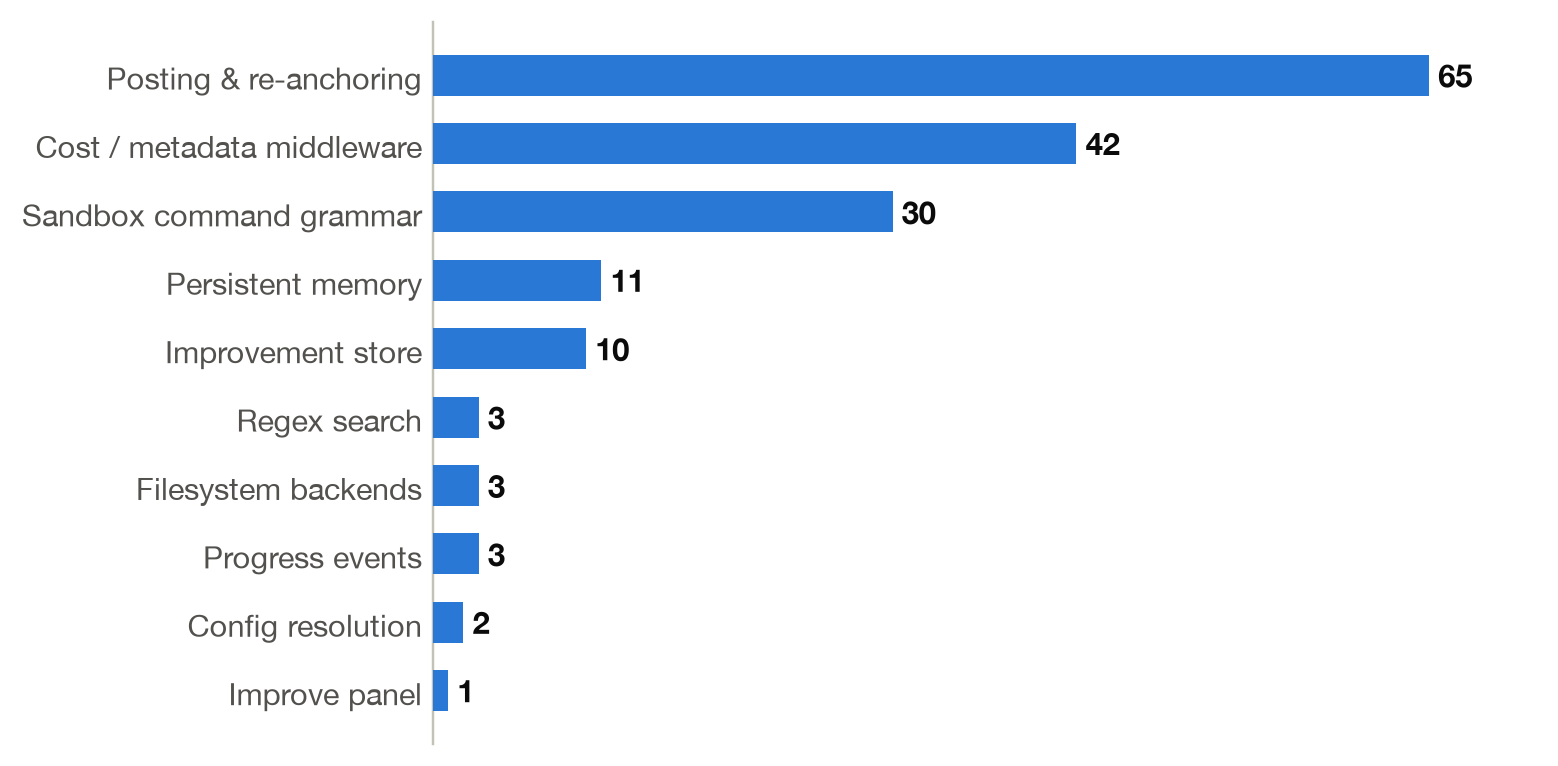 Posting & re-anchoring 65
Cost / metadata middleware 42
Sandbox command grammar 30
Persistent memory 11
Improvement store 10
Regex search 3
Filesystem backends 3
Progress events 3
Config resolution 2
Improve panel 1